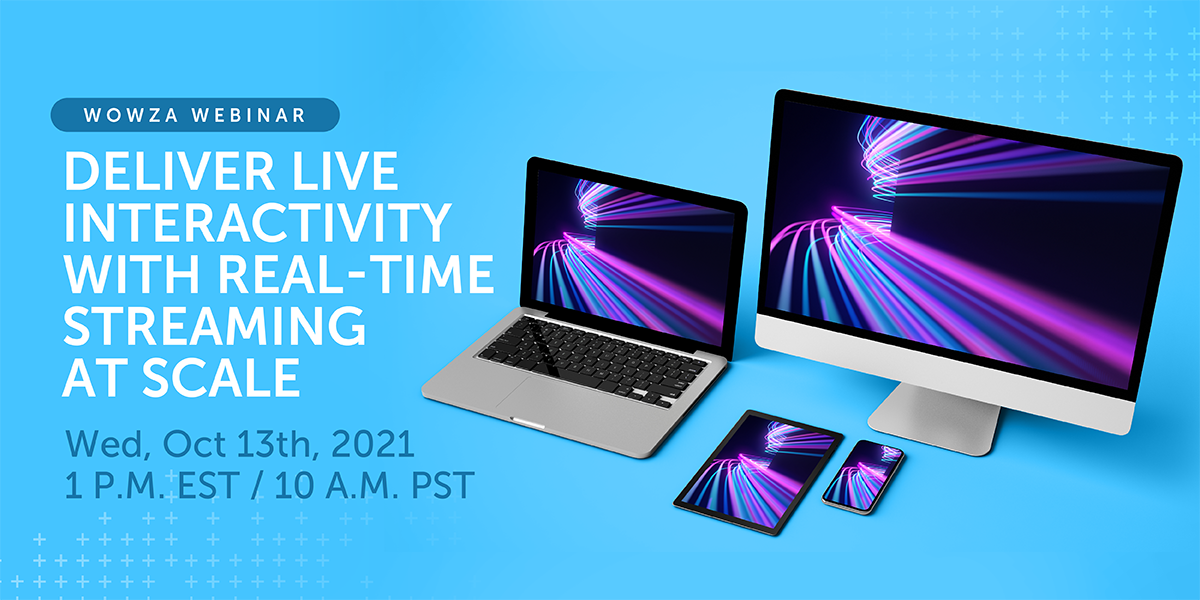 WOWZA WEBINAR
DELIVER LIVE
INTERACTIVITY
WITH REAL-TIME
STREAMING
AT SCALE
Wed, Oct 13th, 2021
1 P.M. EST / 10 A.M. PST